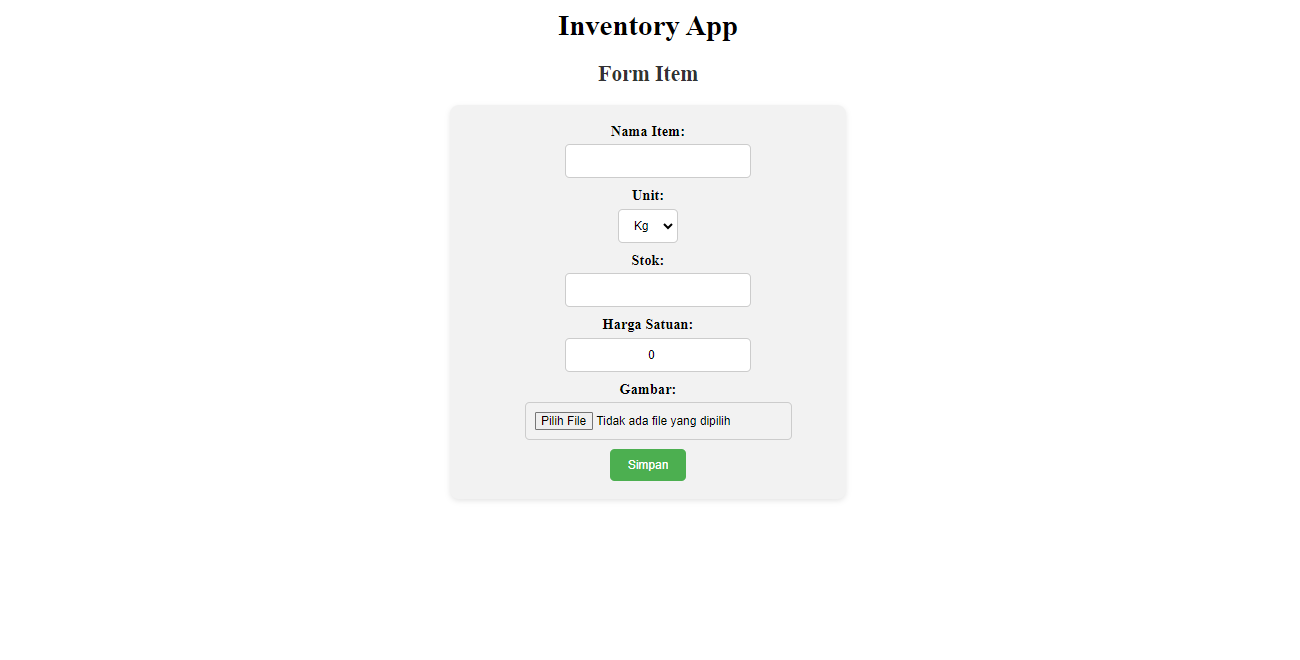 Inventory App
Form Item
Nama Item:
Unit:
Kg
Stok:
Harga Satuan:
0
Gambar:
Pilih File Tidak ada file yang dipilih
Simpan